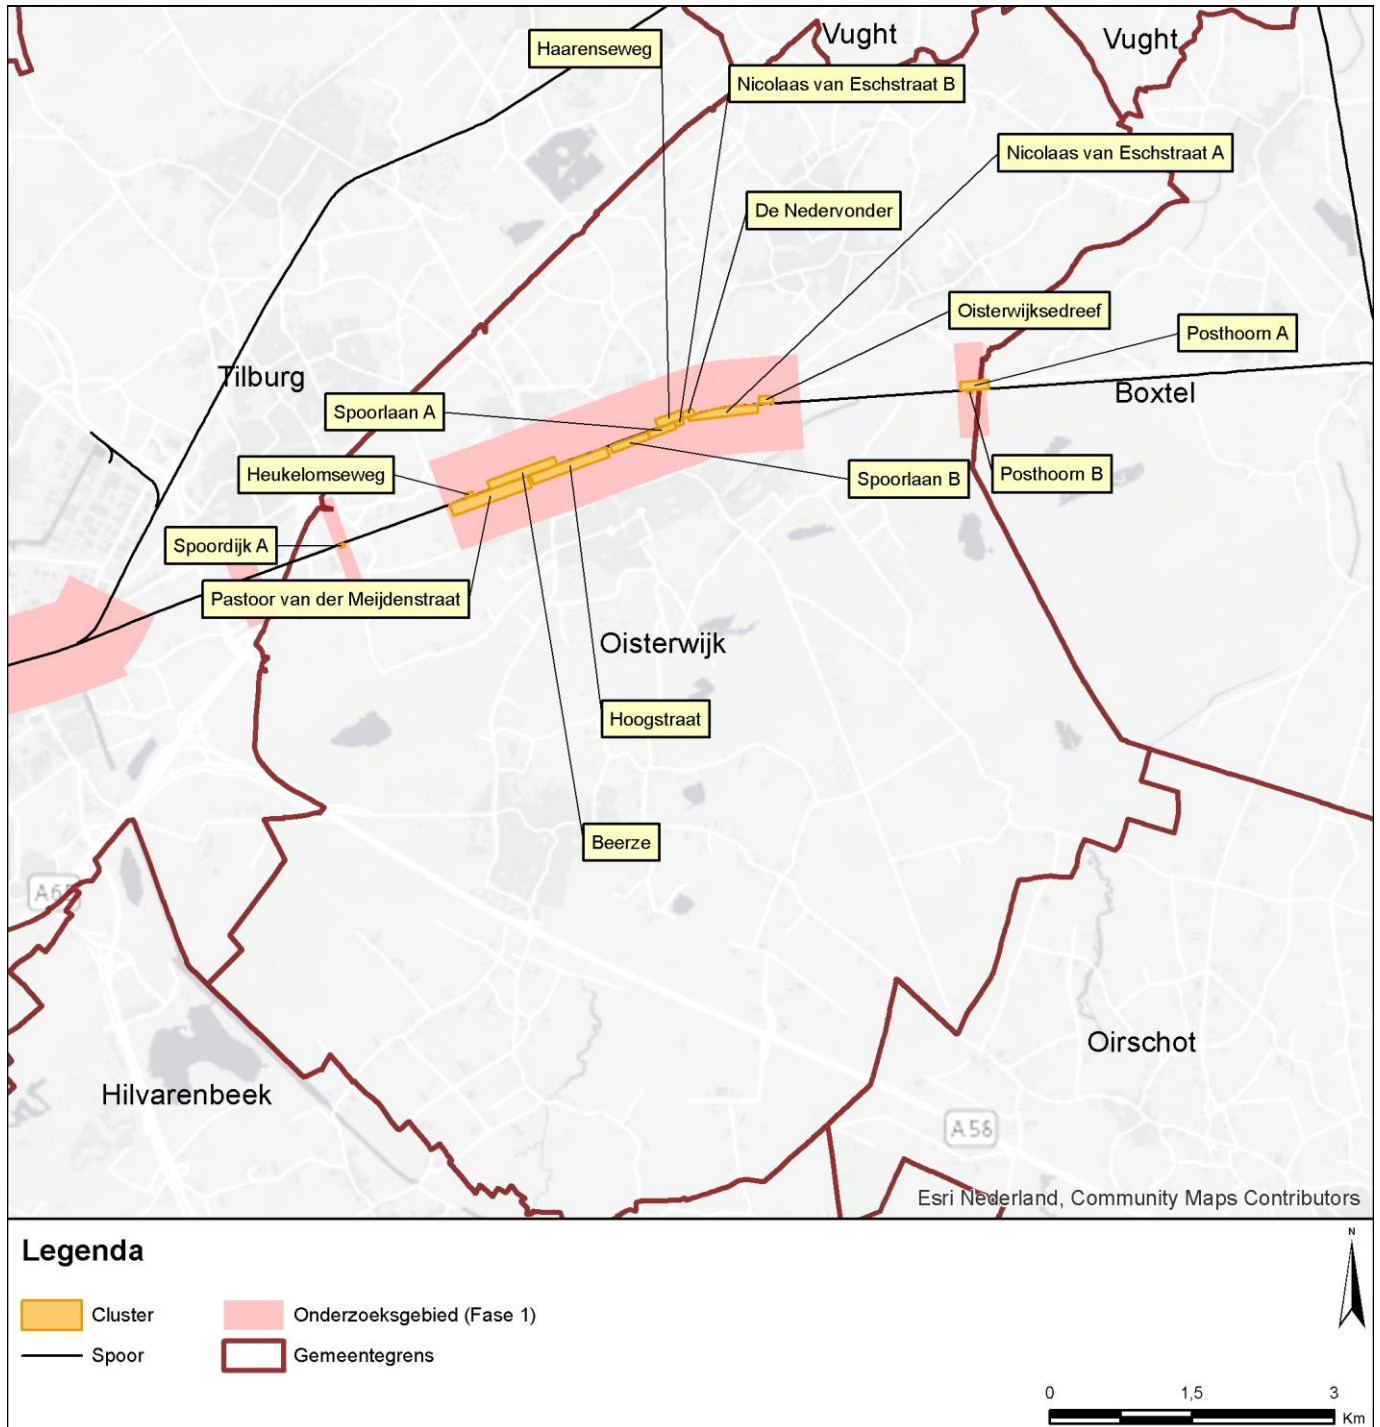 Vught
Vught
Haarenseweg
Nicolaas van Eschstraat B
Nicolaas van Eschstraat A
De Nedervonder
Oisterwijksedreef
Posthoorn A
Tilburg
Boxtel
Spoorlaan A
Heukelomseweg
Spoorlaan B
Posthoorn B
Spoordijk A
Pastoor van der Meijdenstraat
Oisterwijk
Hoogstraat
Beerze
A65
Oirschot
Hilvarenbeek
A58
Esri Nederland, Community Maps Contributors
Legenda
N
Cluster
Onderzoeksgebied (Fase 1)
Spoor
Gemeentegrens
0 1,5 3
Km